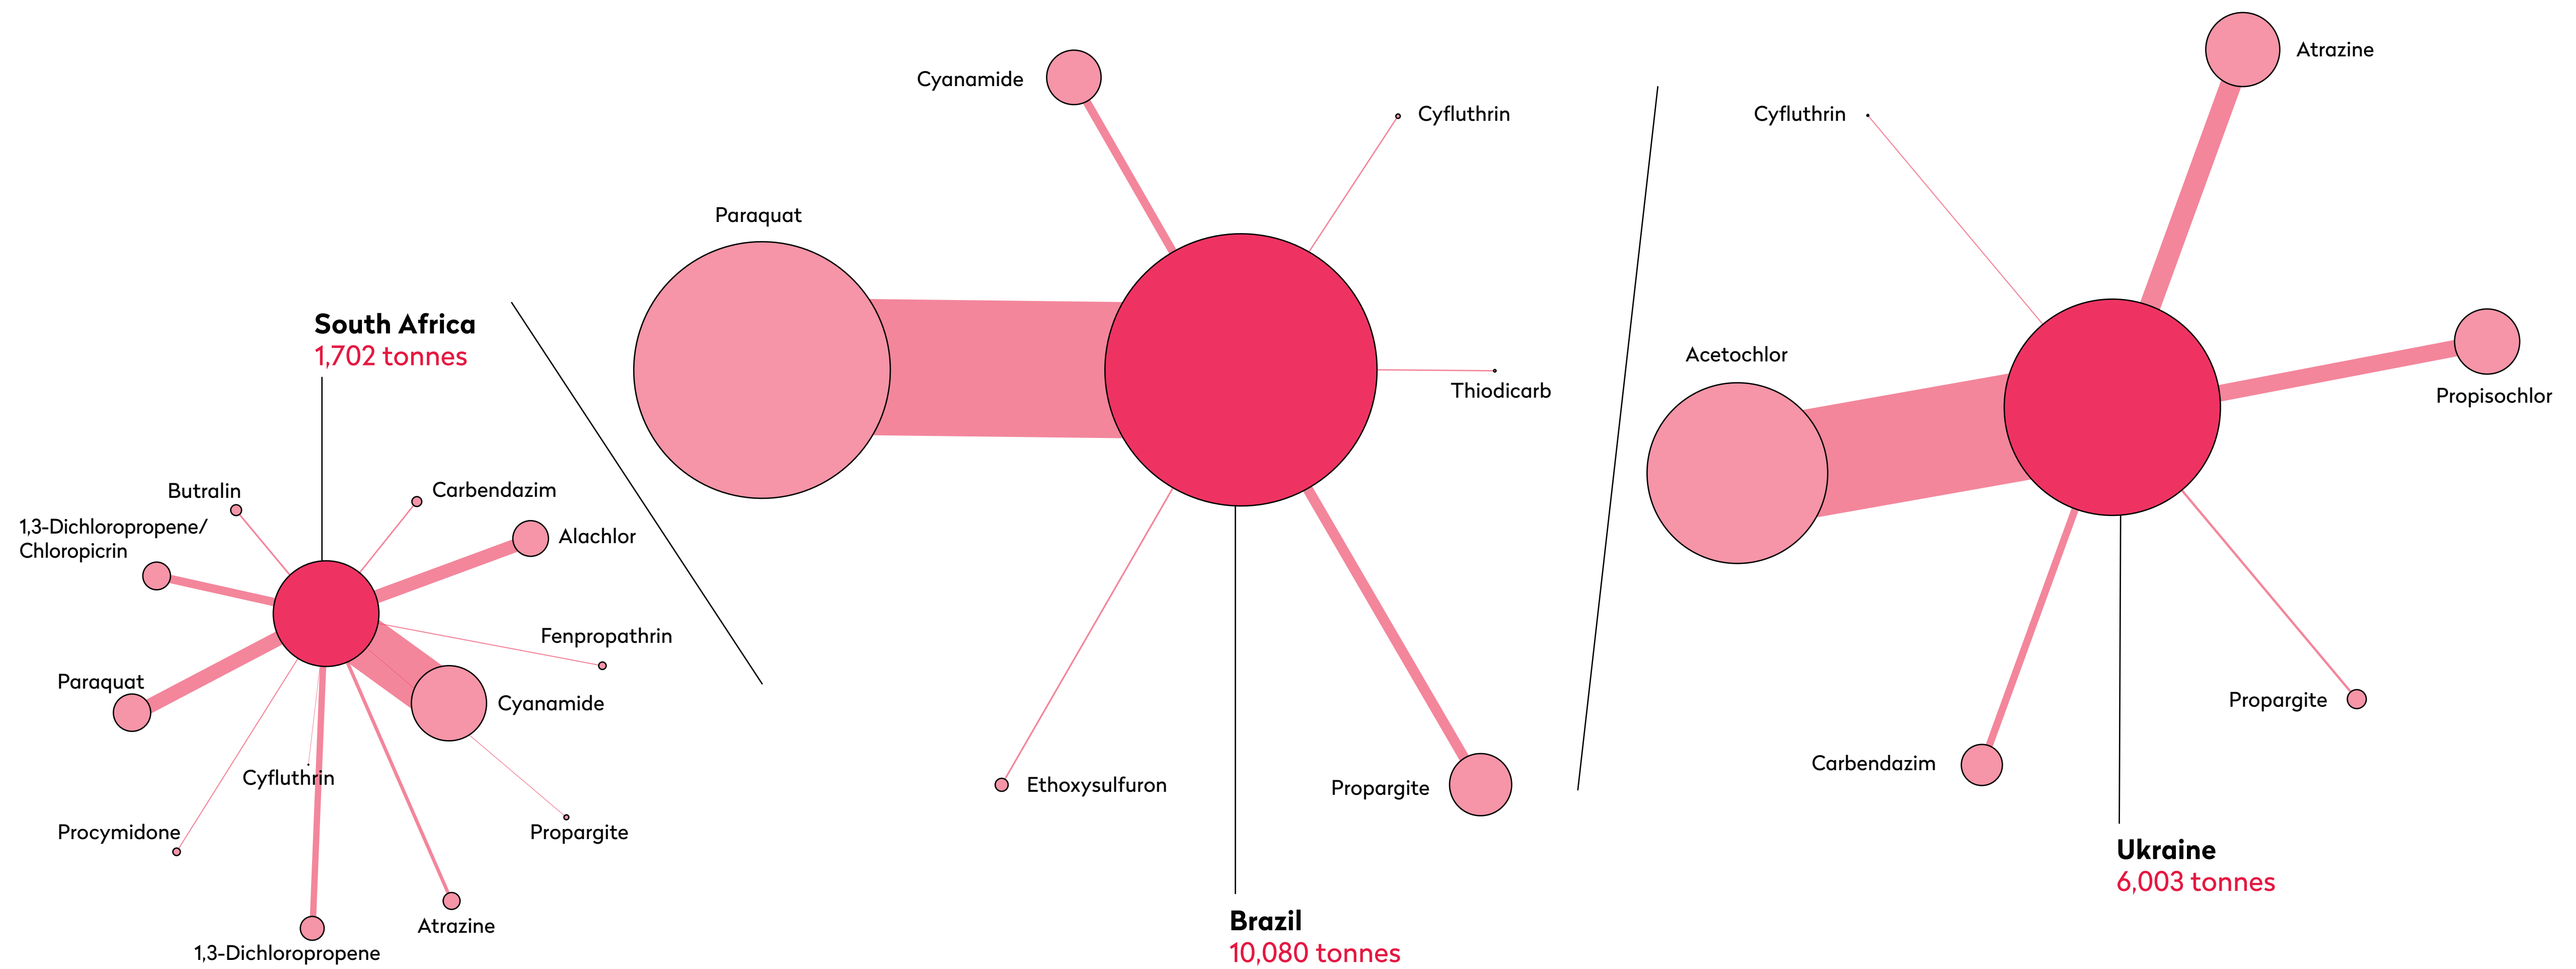 South Africa
1,702 tonnes
Butralin
Carbendazim
1,3-Dichloropropene/
Chloropicrin
Alachlor
Fenpropathrin
Paraquat
Cyanamide
Cyfluthrin
Procymidone
Propargite
Atrazine
1,3-Dichloropropene
Cyanamide
Cyfluthrin
Paraquat
Thiodicarb
Ethoxysulfuron
Propargite
Brazil
10,080 tonnes
Atrazine
Cyfluthrin
Acetochlor
Propisochlor
Propargite
Carbendazim
Ukraine
6,003 tonnes